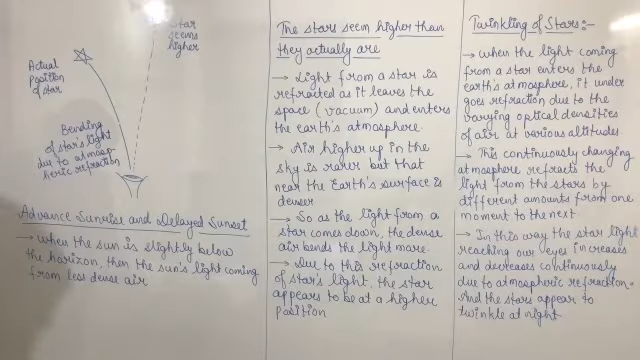 Star
seems
higher
Actual
position
of star
Bending
of star's light
due to atmosp-
heric refraction
Advance Sunrise and Delayed Sunset
→ when the sun is slightly below
the horizon, then the sun's light coming
from less dense air
The stars seem higher than
they actually are
→ Light from a star is
refracted as it leaves the
space (vacuum) and enters
the earth's atmosphere.
→ Air higher up in the
sky is rarer but that
near the Earth's surface is
denser
→ So as the light from a
star comes down, the dense
air bends the light more.
→ Due to this refraction
of star's light, the star
appears to be at a higher
position
Twinkling of Stars:-
→ when the light coming
from a star enters the
earth's atmosphere, it under
goes refraction due to the
varying optical densities
of air at various altitudes
→ This continuously changing
atmosphere refracts the
light from the stars by
different amounts from one
moment to the next
→ In this way the star light
reaching our eyes increases
and decreases continuously
due to atmospheric refraction.
And the stars appear to
twinkle at night